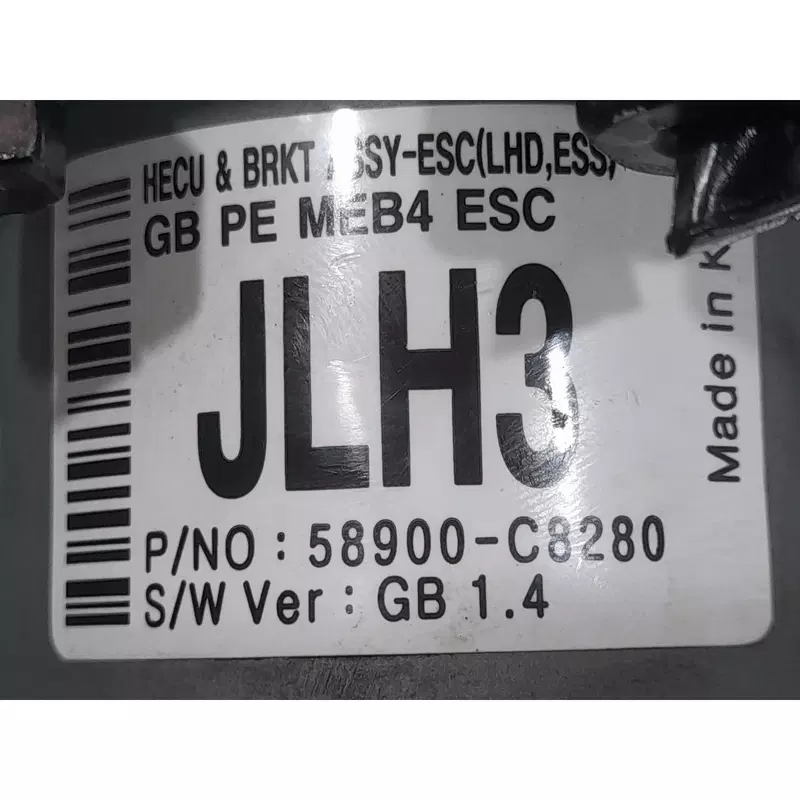 HECU & BRKT ASSY-ESC(LHD,ESS)
GB PE MEB4 ESC
JLH3
P/NO : 58900-C8280
S/W Ver : GB 1.4
Made in K